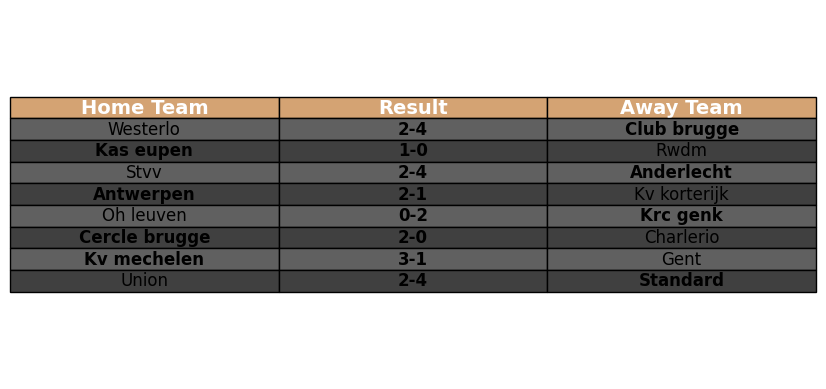 Home Team Result Away Team
Westerlo 2-4 Club brugge
Kas eupen 1-0 Rwdm
Stvv 2-4 Anderlecht
Antwerpen 2-1 Kv korterijk
Oh leuven 0-2 Krc genk
Cercle brugge 2-0 Charlerio
Kv mechelen 3-1 Gent
Union 2-4 Standard